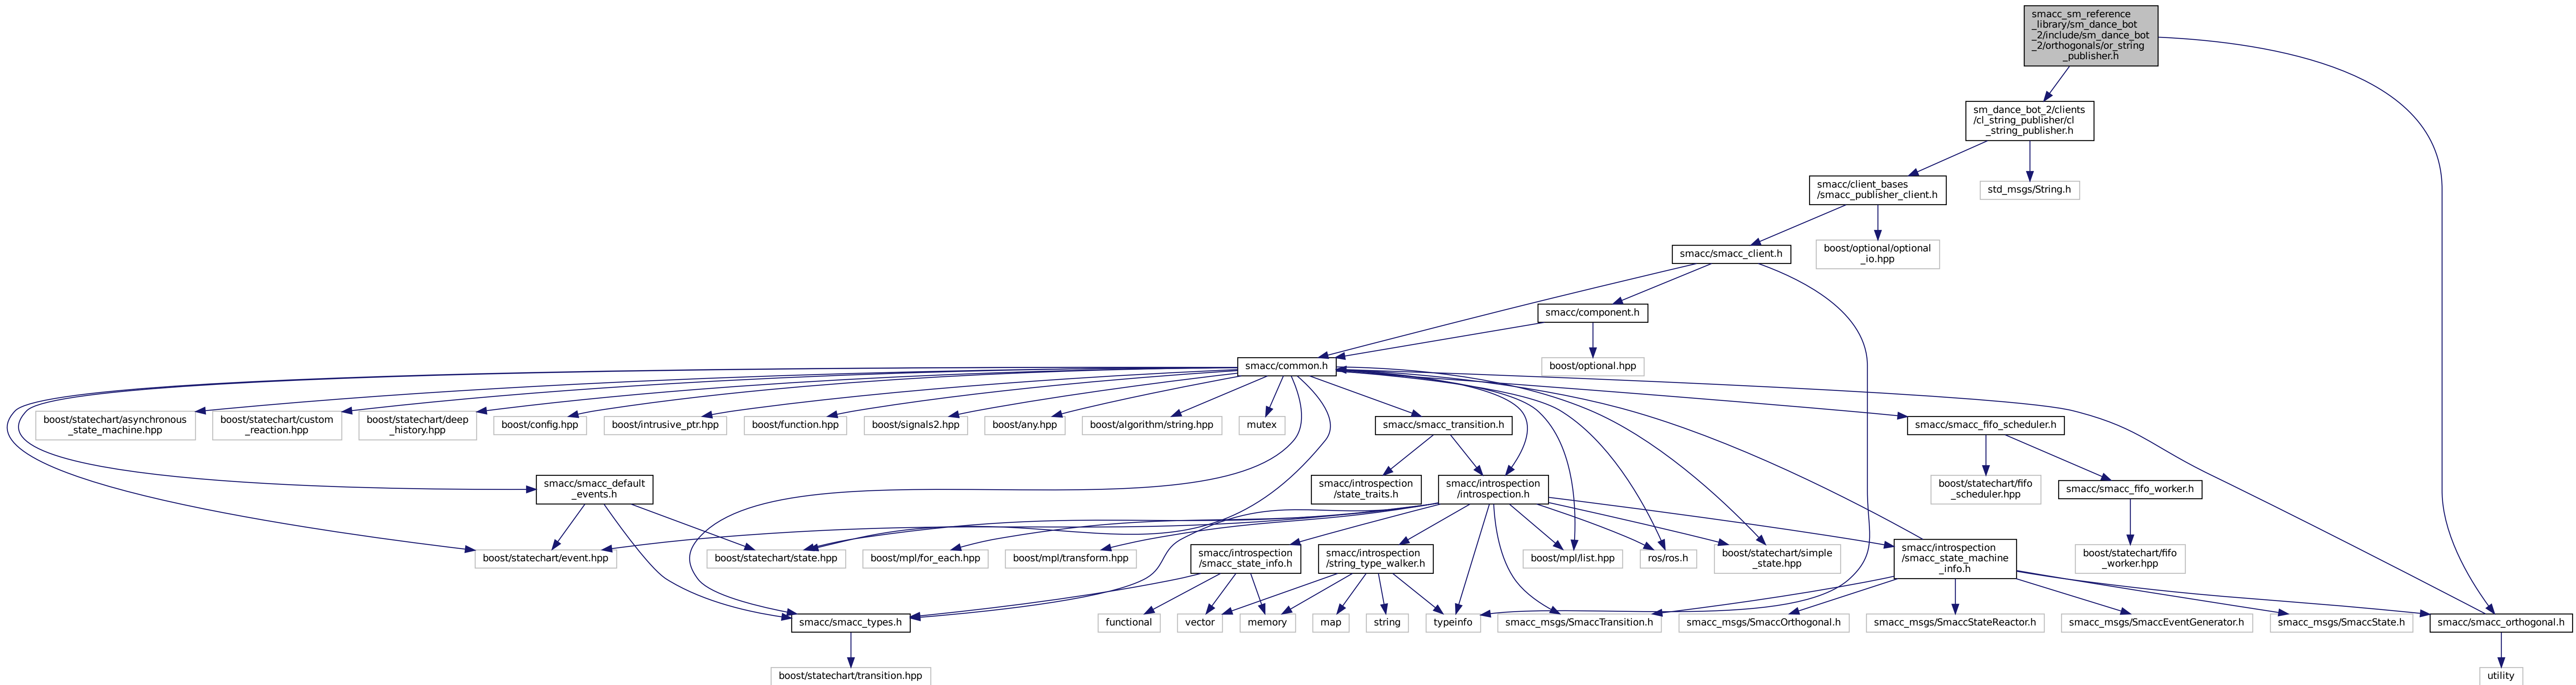 smacc_sm_reference
_library/sm_dance_bot
_2/include/sm_dance_bot
_2/orthogonals/or_string
_publisher.h
sm_dance_bot_2/clients
/cl_string_publisher/cl
_string_publisher.h
smacc/client_bases
/smacc_publisher_client.h
std_msgs/String.h
smacc/smacc_client.h
boost/optional/optional
_io.hpp
smacc/component.h
smacc/common.h
boost/optional.hpp
boost/statechart/asynchronous
_state_machine.hpp
boost/statechart/custom
_reaction.hpp
boost/statechart/deep
_history.hpp
boost/config.hpp
boost/intrusive_ptr.hpp
boost/function.hpp
boost/signals2.hpp
boost/any.hpp
boost/algorithm/string.hpp
mutex
smacc/smacc_transition.h
smacc/smacc_fifo_scheduler.h
smacc/smacc_default
_events.h
smacc/introspection
/state_traits.h
smacc/introspection
/introspection.h
boost/statechart/fifo
_scheduler.hpp
smacc/smacc_fifo_worker.h
boost/statechart/event.hpp
boost/statechart/state.hpp
boost/mpl/for_each.hpp
boost/mpl/transform.hpp
smacc/introspection
/smacc_state_info.h
smacc/introspection
/string_type_walker.h
boost/mpl/list.hpp
ros/ros.h
boost/statechart/simple
_state.hpp
smacc/introspection
/smacc_state_machine
_info.h
boost/statechart/fifo
_worker.hpp
smacc/smacc_types.h
functional
vector
memory
map
string
typeinfo
smacc_msgs/SmaccTransition.h
smacc_msgs/SmaccOrthogonal.h
smacc_msgs/SmaccStateReactor.h
smacc_msgs/SmaccEventGenerator.h
smacc_msgs/SmaccState.h
smacc/smacc_orthogonal.h
boost/statechart/transition.hpp
utility